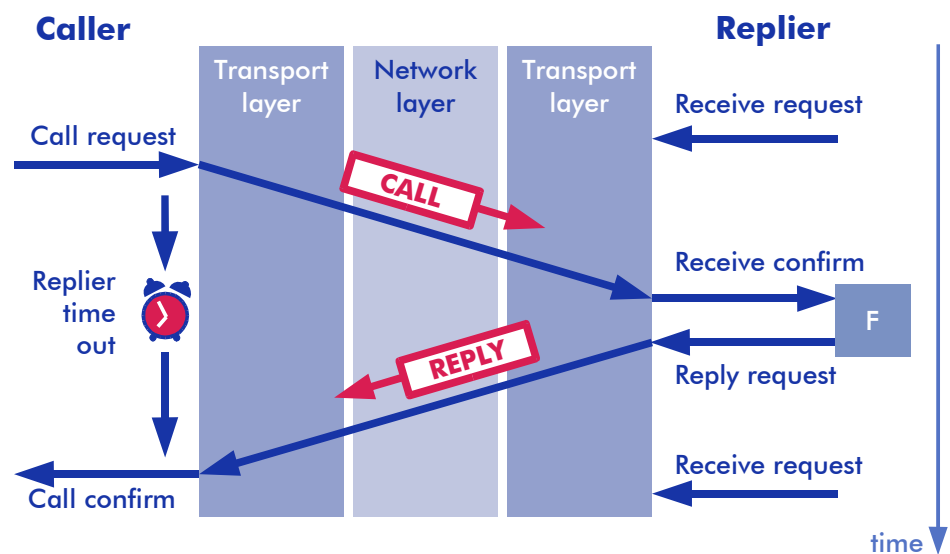 Caller
Replier
Transport
layer
Network
layer
Transport
layer
Receive request
Call request
CALL
Receive confirm
Replier
time
out
F
REPLY
Reply request
Receive request
Call confirm
time